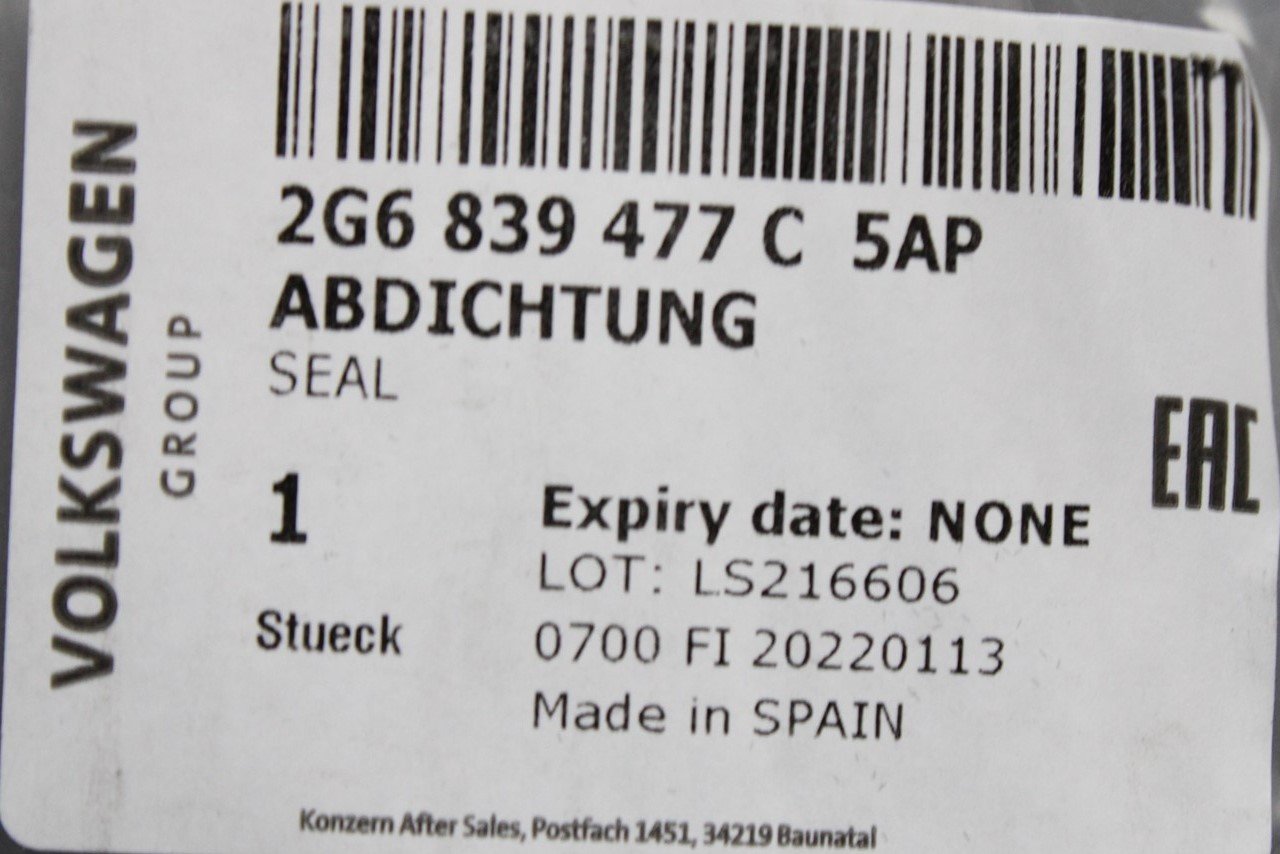 VOLKSWAGEN
GROUP
2G6 839 477 C 5AP
ABDICHTUNG
SEAL
1
Stueck
Expiry date: NONE
LOT: LS216606
0700 FI 20220113
Made in SPAIN
EAC
Konzern After Sales, Postfach 1451, 34219 Baunatal